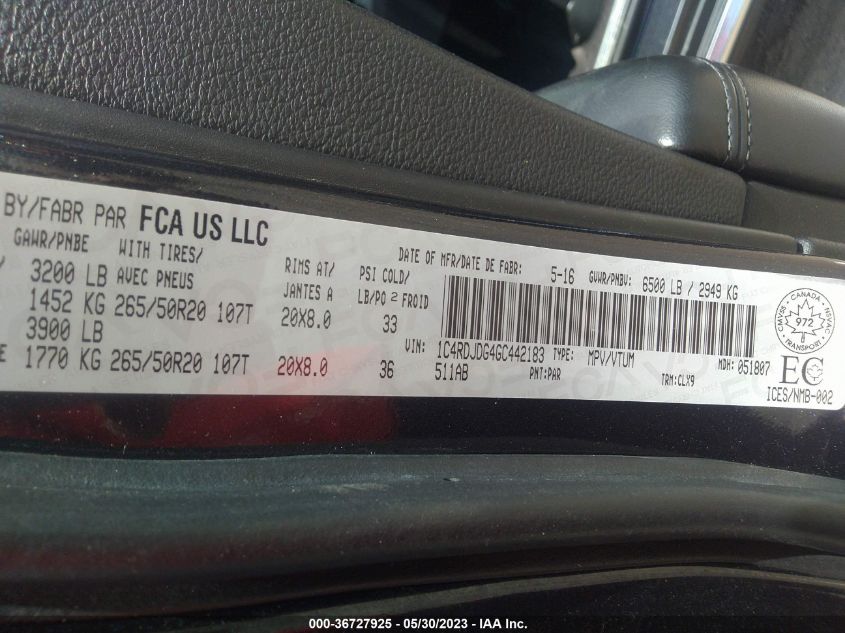 BY/FABR PAR FCA US LLC
GAWR/PNBE WITH TIRES/ RIMS AT/ PSI COLD/ DATE OF MFR/DATE DE FABR: 5-16 GVWR/PNBV: 6500 LB / 2949 KG
3200 LB AVEC PNEUS JANTES A LB/PO 2 FROID
1452 KG 265/50R20 107T 20X8.0 33 VIN: 1C4RDJDG4GC442183 TYPE: MPV/VTUM MDH: 051807
3900 LB
1770 KG 265/50R20 107T 20X8.0 36 511AB PNT:PAR TRM:CLX9
CANADA
CMVSR NSVAC
972
TRANSPORT
EC
ICES/NMB-002
000-36727925 - 05/30/2023 - IAA Inc.